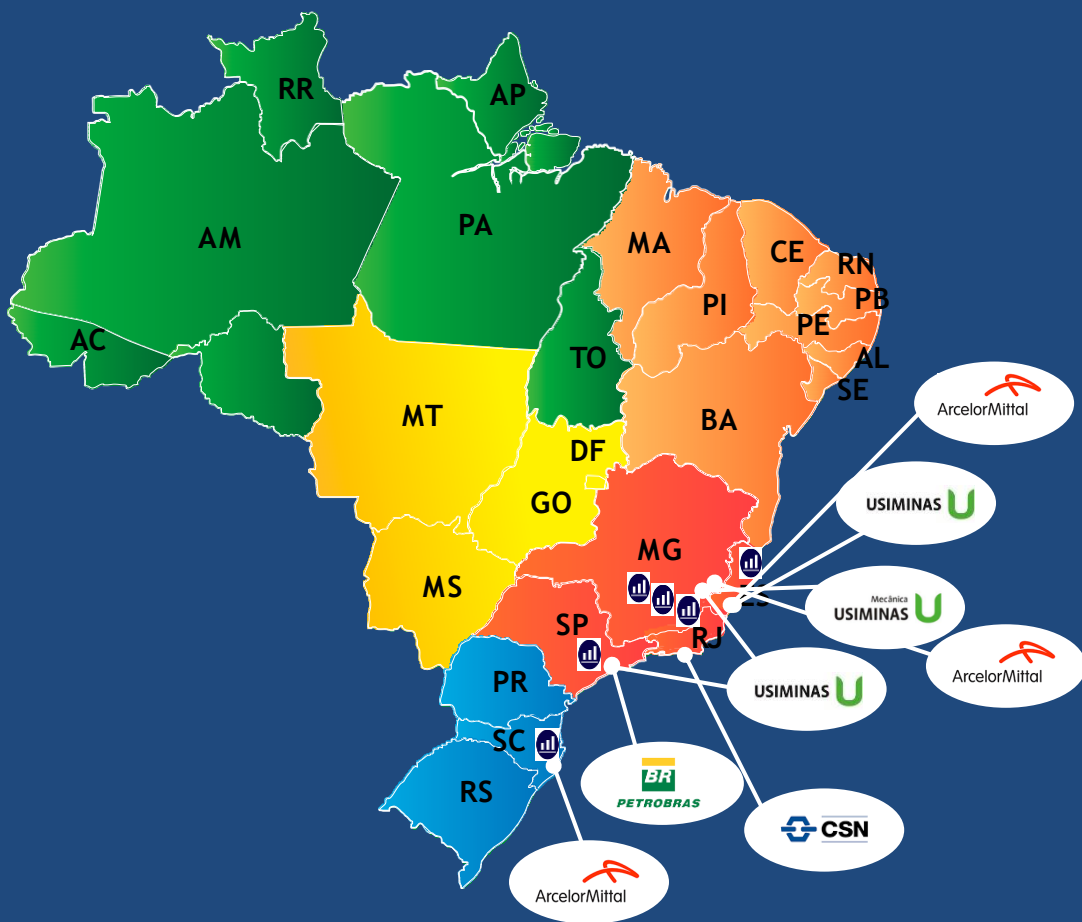 RR
AP
AM
PA
MA
CE
RN
PI
PB
PE
AC
TO
AL
SE
MT
BA
DF
GO
MG
MS
ES
SP
RJ
PR
SC
RS
ArcelorMittal
USIMINAS
Mecânica
USIMINAS
ArcelorMittal
USIMINAS
BR
PETROBRAS
CSN
ArcelorMittal